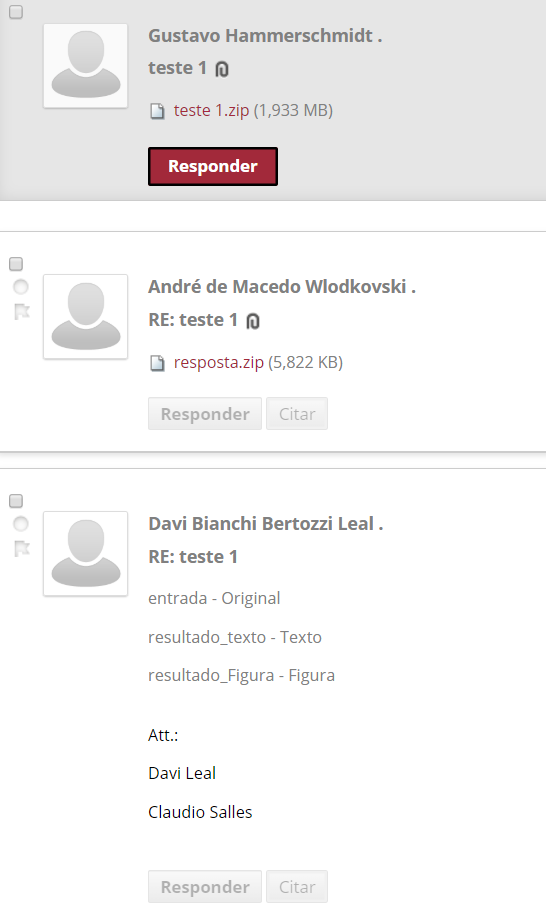 Gustavo Hammerschmidt .
teste 1
teste 1.zip (1,933 MB)
Responder
André de Macedo Wlodkovski .
RE: teste 1
resposta.zip (5,822 KB)
Responder Citar
Davi Bianchi Bertozzi Leal .
RE: teste 1
entrada - Original
resultado_texto - Texto
resultado_Figura - Figura
Att.:
Davi Leal
Claudio Salles
Responder Citar